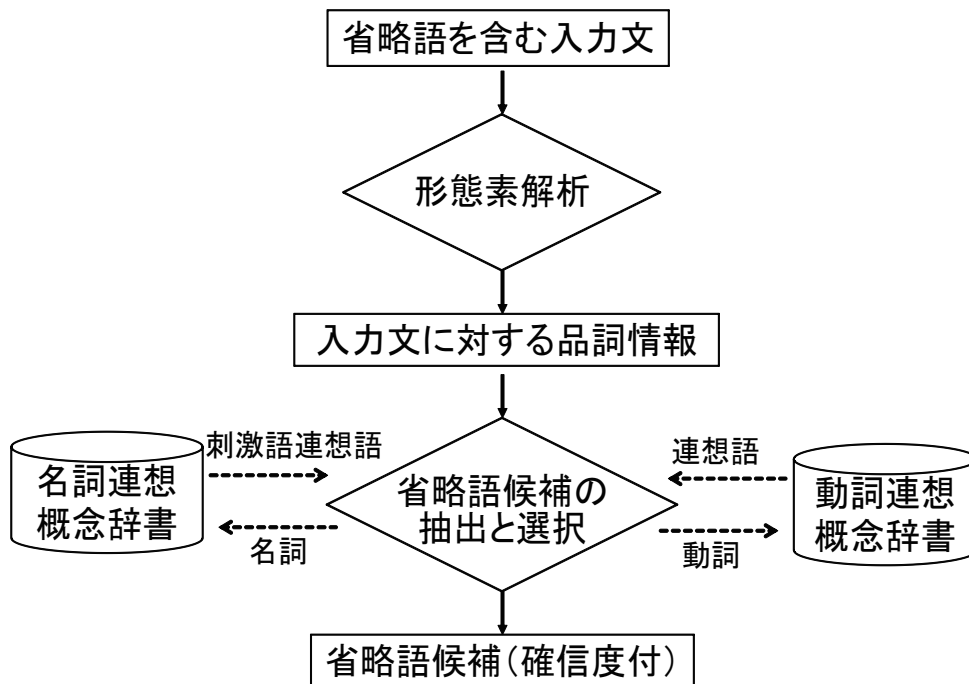 省略語を含む入力文
形態素解析
入力文に対する品詞情報
刺激語連想語
名詞連想
概念辞書
名詞
省略語候補の
抽出と選択
連想語
動詞
動詞連想
概念辞書
省略語候補(確信度付)